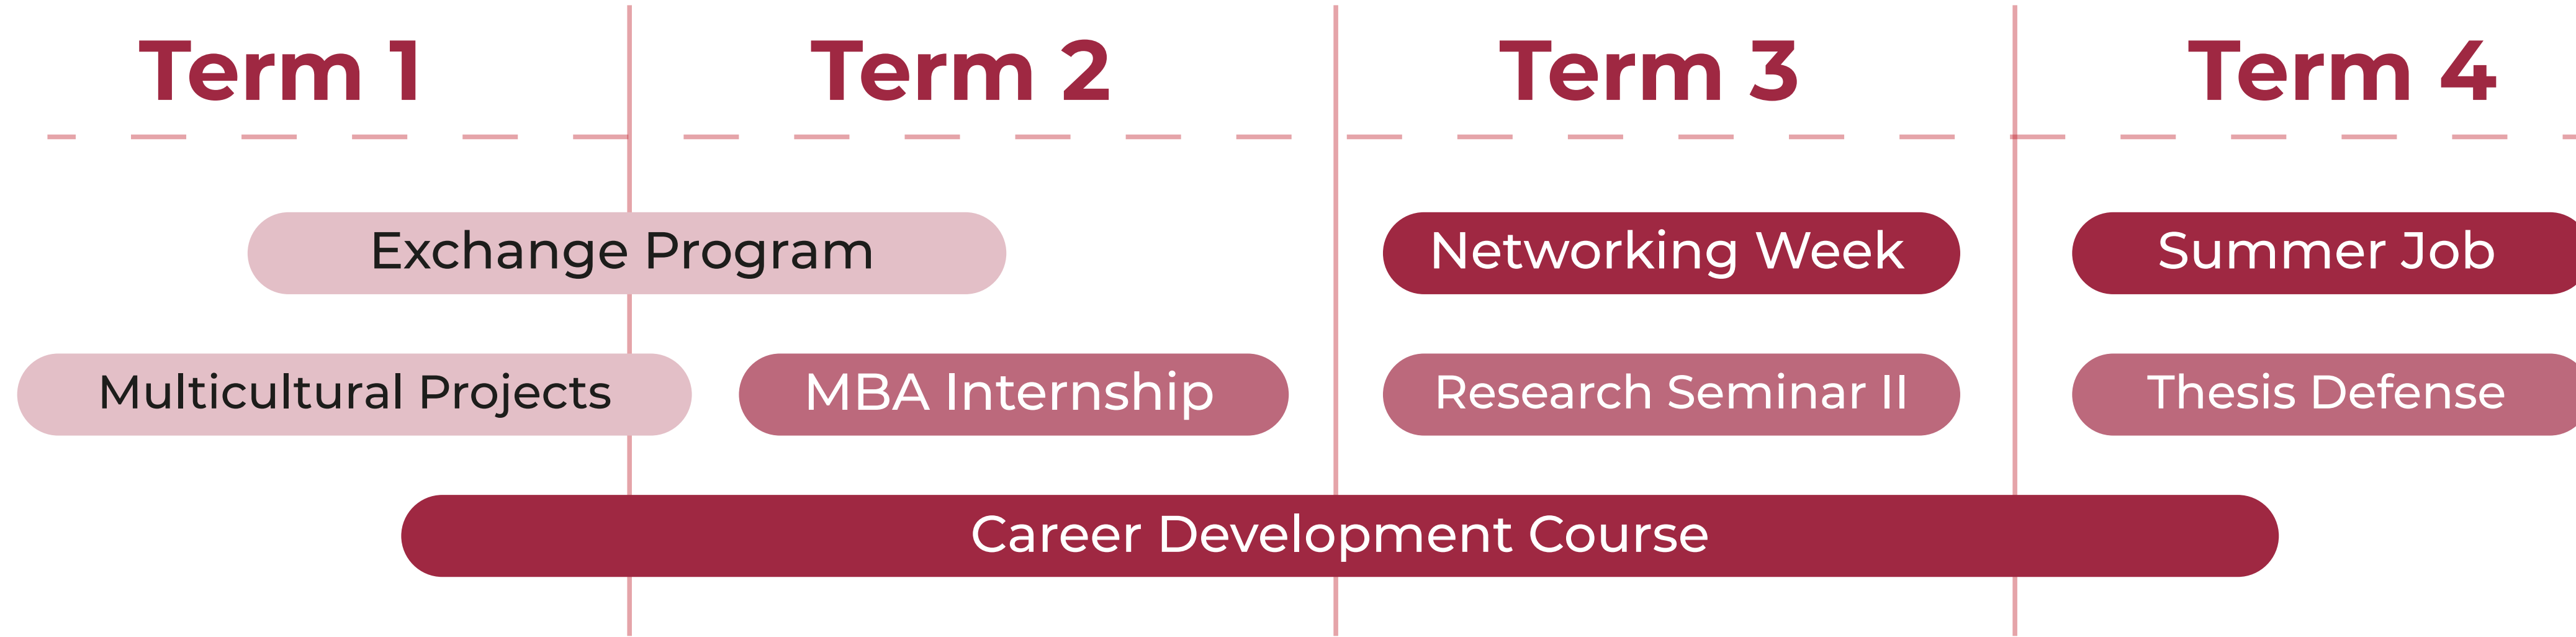 Term 1
Term 2
Term 3
Term 4
Exchange Program
Networking Week
Summer Job
Multicultural Projects
MBA Internship
Research Seminar II
Thesis Defense
Career Development Course